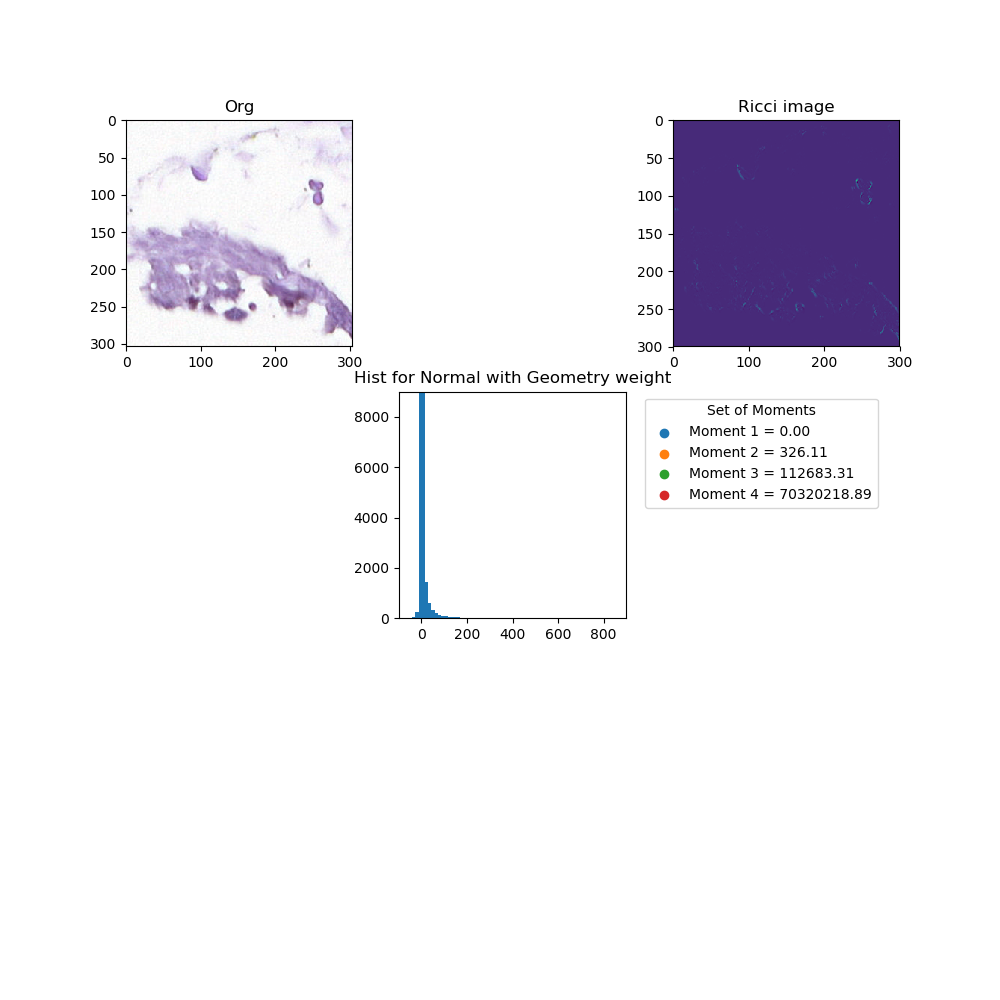 Org
0
50
100
150
200
250
300
0 100 200 300
Ricci image
0
50
100
150
200
250
300
0 100 200 300
Hist for Normal with Geometry weight
8000
6000
4000
2000
0
0 200 400 600 800
Set of Moments
Moment 1 = 0.00
Moment 2 = 326.11
Moment 3 = 112683.31
Moment 4 = 70320218.89